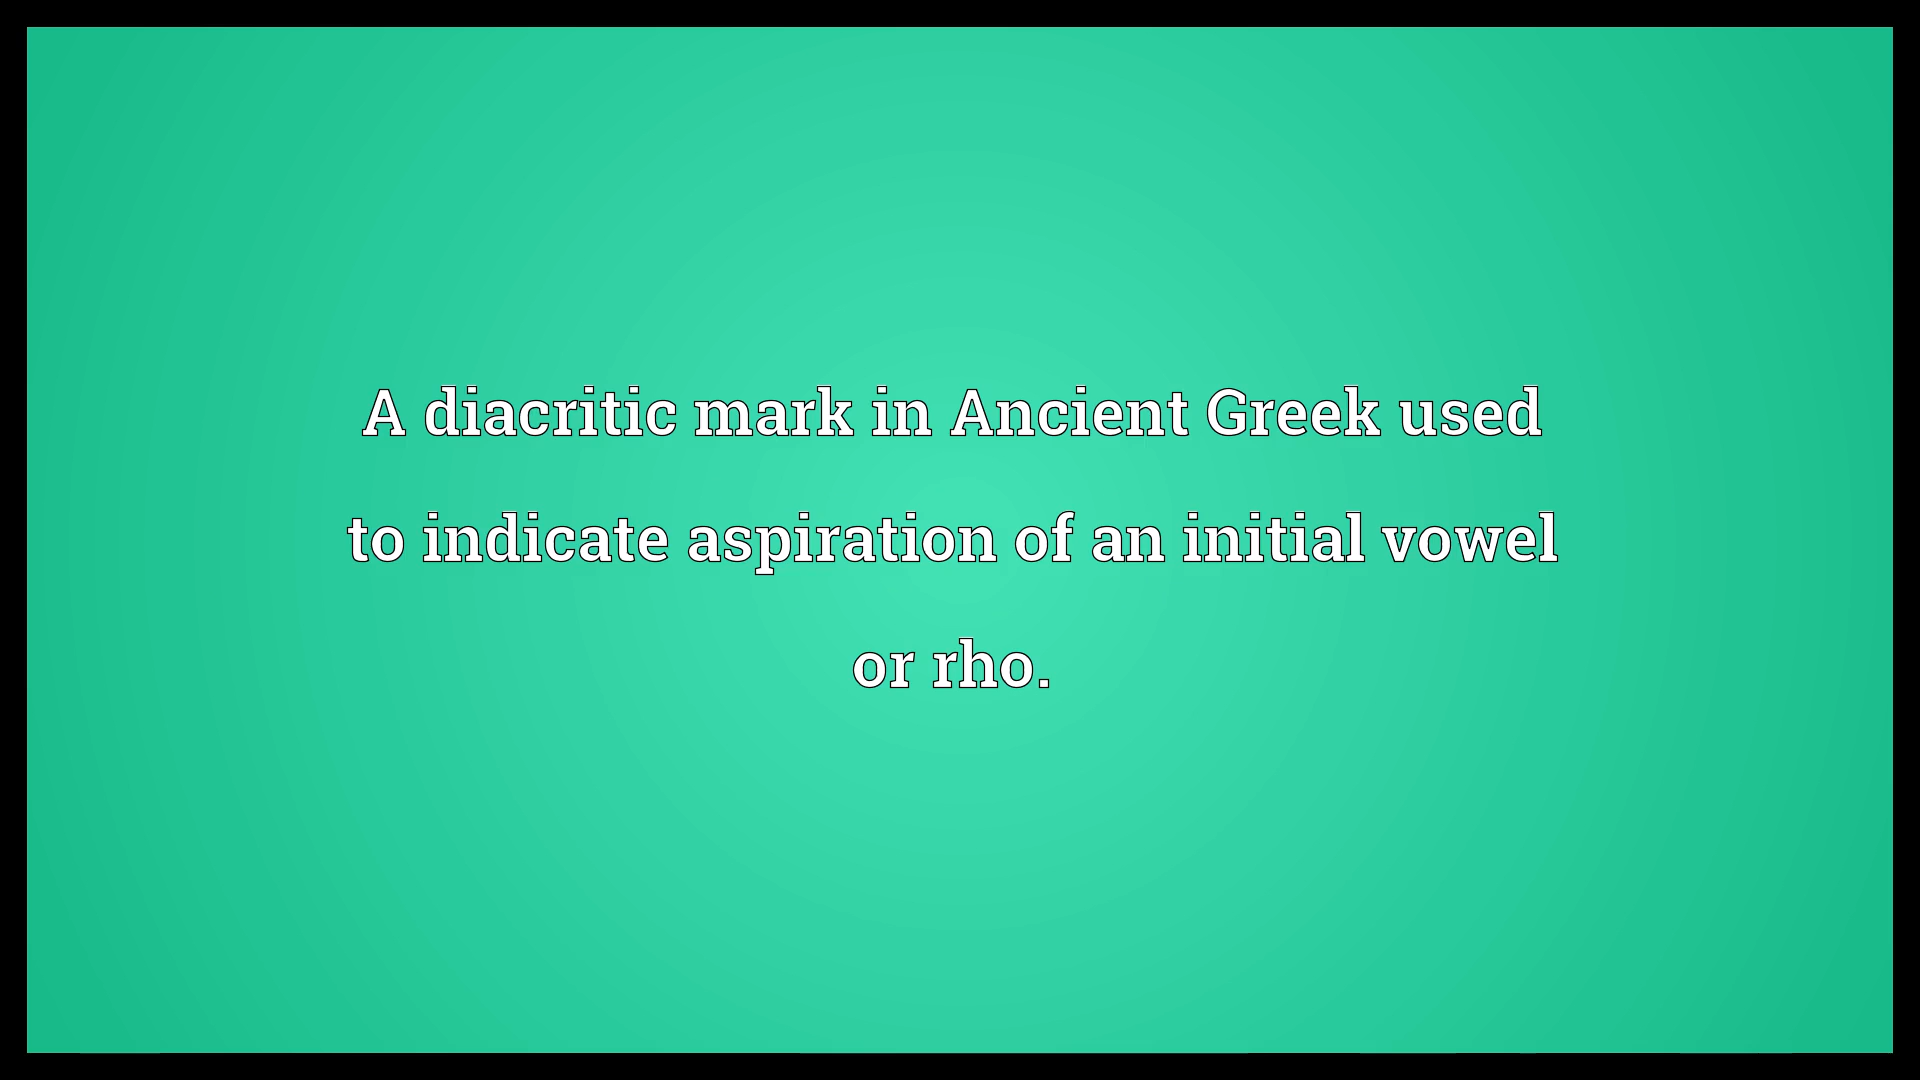 A diacritic mark in Ancient Greek used
to indicate aspiration of an initial vowel
or rho.